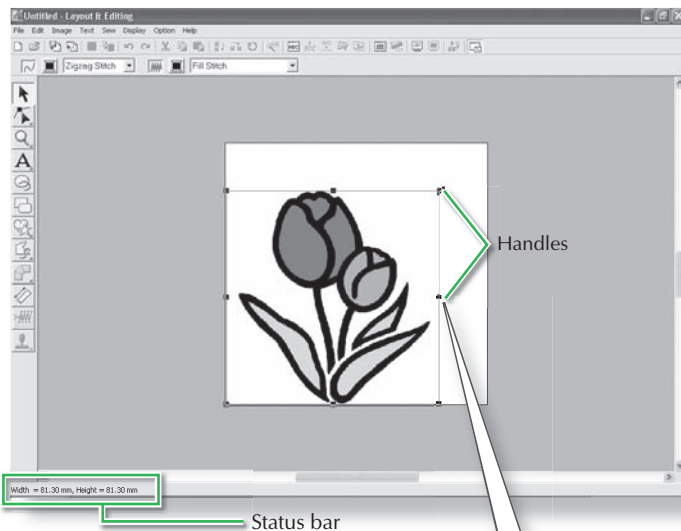 Untitled - Layout & Editing
File Edit Image Text Sew Display Option Help
Zigzag Stitch Fill Stitch
A
Handles
Width = 81.30 mm, Height = 81.30 mm
Status bar